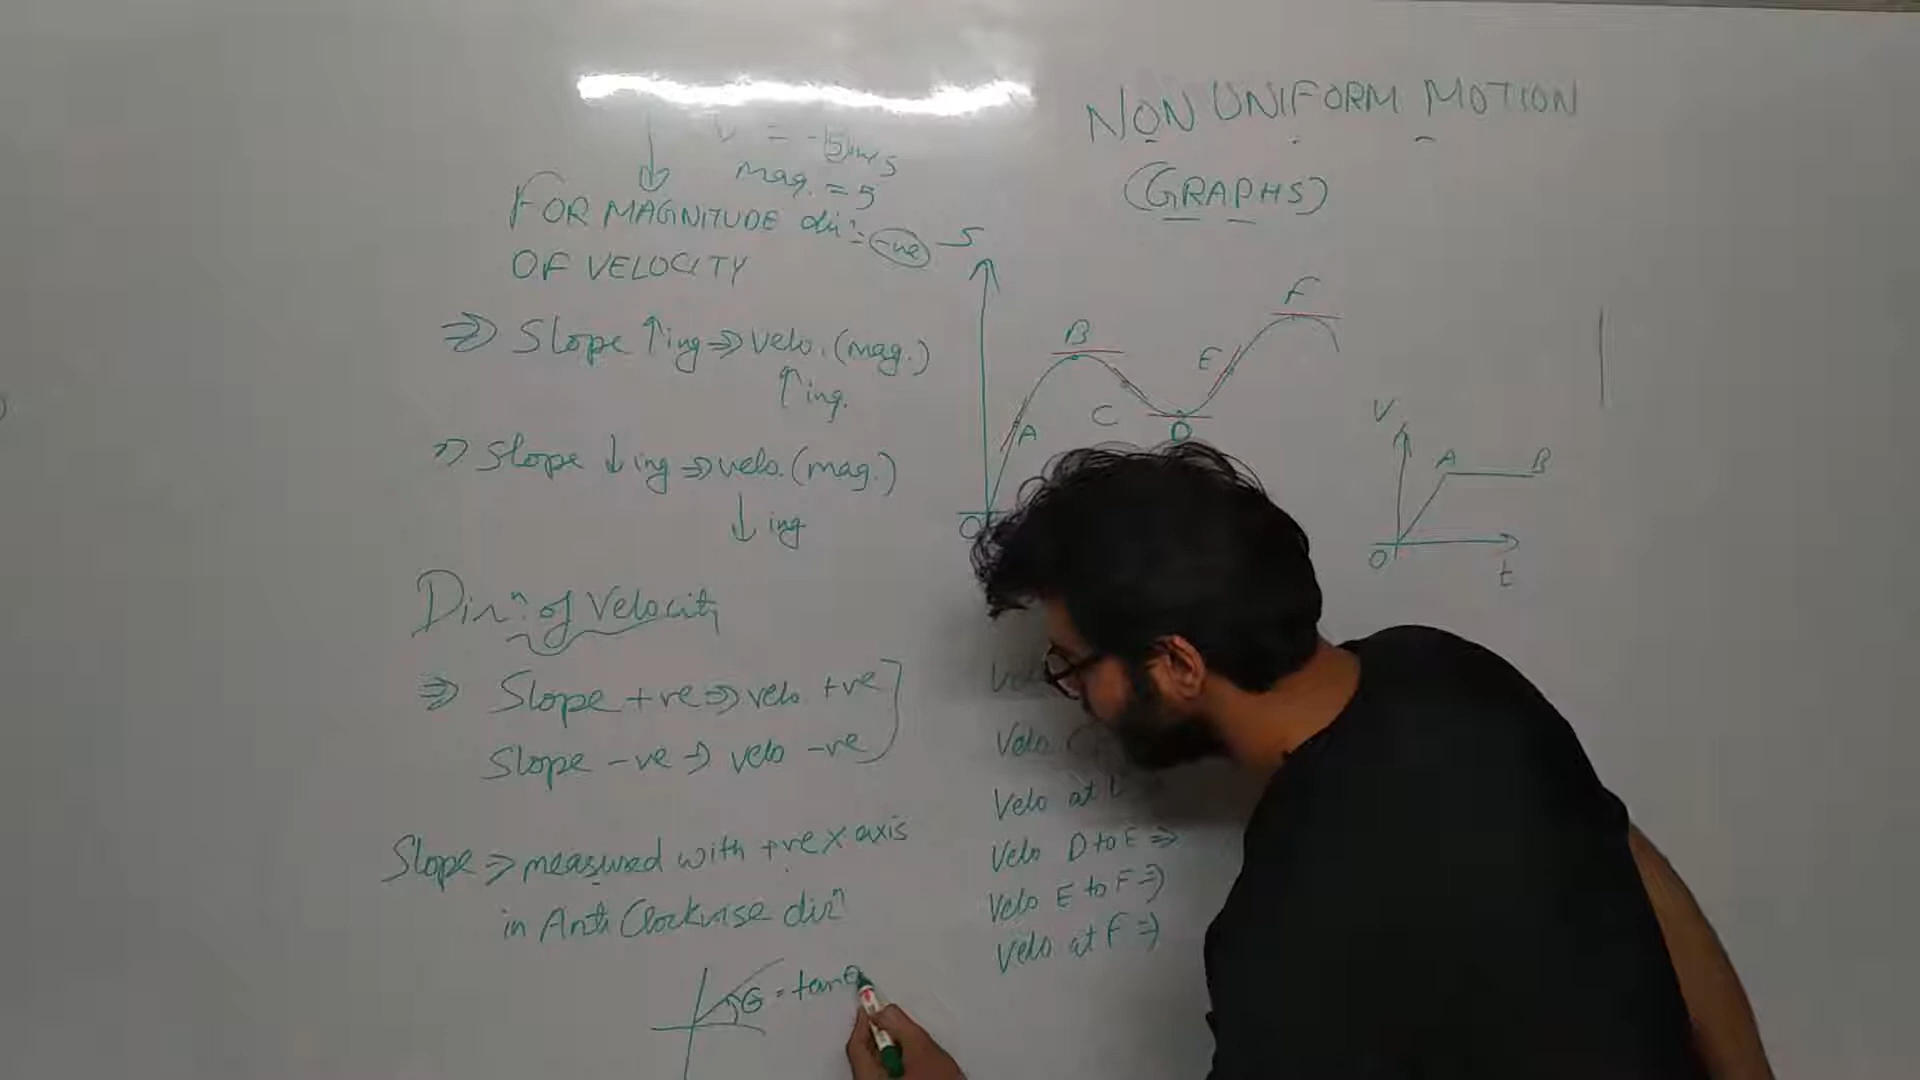 NON UNIFORM MOTION
(GRAPHS)
V = -5m/s
mag. = 5
FOR MAGNITUDE dirⁿ: -ve
OF VELOCITY
⇒ Slope ↑ing ⇒ velo. (mag.)
↑ing.
⇒ Slope ↓ing ⇒ velo. (mag.)
↓ing
Dirⁿ: of Velocity
⇒ Slope +ve ⇒ velo +ve
Slope -ve ⇒ velo -ve
Slope ⇒ measured with +ve x axis
in Anti Clockwise dirⁿ
θ = tanθ
S
F
B
E
A
C
D
O
V
A B
O
t
Velo
Velo at
Velo D to E ⇒
Velo E to F ⇒
Velo at F ⇒